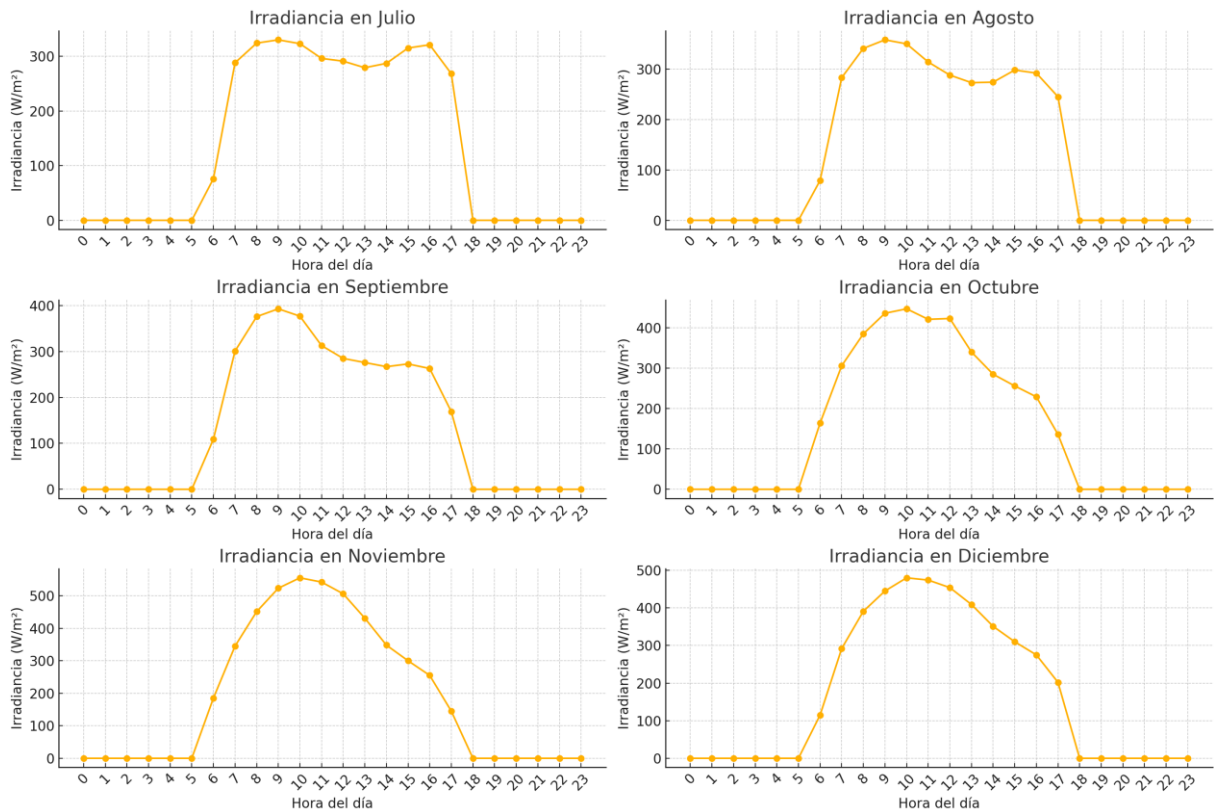 Irradiancia en Julio
Irradiancia (W/m²)
300
200
100
0
0 1 2 3 4 5 6 7 8 9 10 11 12 13 14 15 16 17 18 19 20 21 22 23
Hora del día
Irradiancia en Agosto
Irradiancia (W/m²)
300
200
100
0
0 1 2 3 4 5 6 7 8 9 10 11 12 13 14 15 16 17 18 19 20 21 22 23
Hora del día
Irradiancia en Septiembre
Irradiancia (W/m²)
400
300
200
100
0
0 1 2 3 4 5 6 7 8 9 10 11 12 13 14 15 16 17 18 19 20 21 22 23
Hora del día
Irradiancia en Octubre
Irradiancia (W/m²)
400
300
200
100
0
0 1 2 3 4 5 6 7 8 9 10 11 12 13 14 15 16 17 18 19 20 21 22 23
Hora del día
Irradiancia en Noviembre
Irradiancia (W/m²)
500
400
300
200
100
0
0 1 2 3 4 5 6 7 8 9 10 11 12 13 14 15 16 17 18 19 20 21 22 23
Hora del día
Irradiancia en Diciembre
Irradiancia (W/m²)
500
400
300
200
100
0
0 1 2 3 4 5 6 7 8 9 10 11 12 13 14 15 16 17 18 19 20 21 22 23
Hora del día